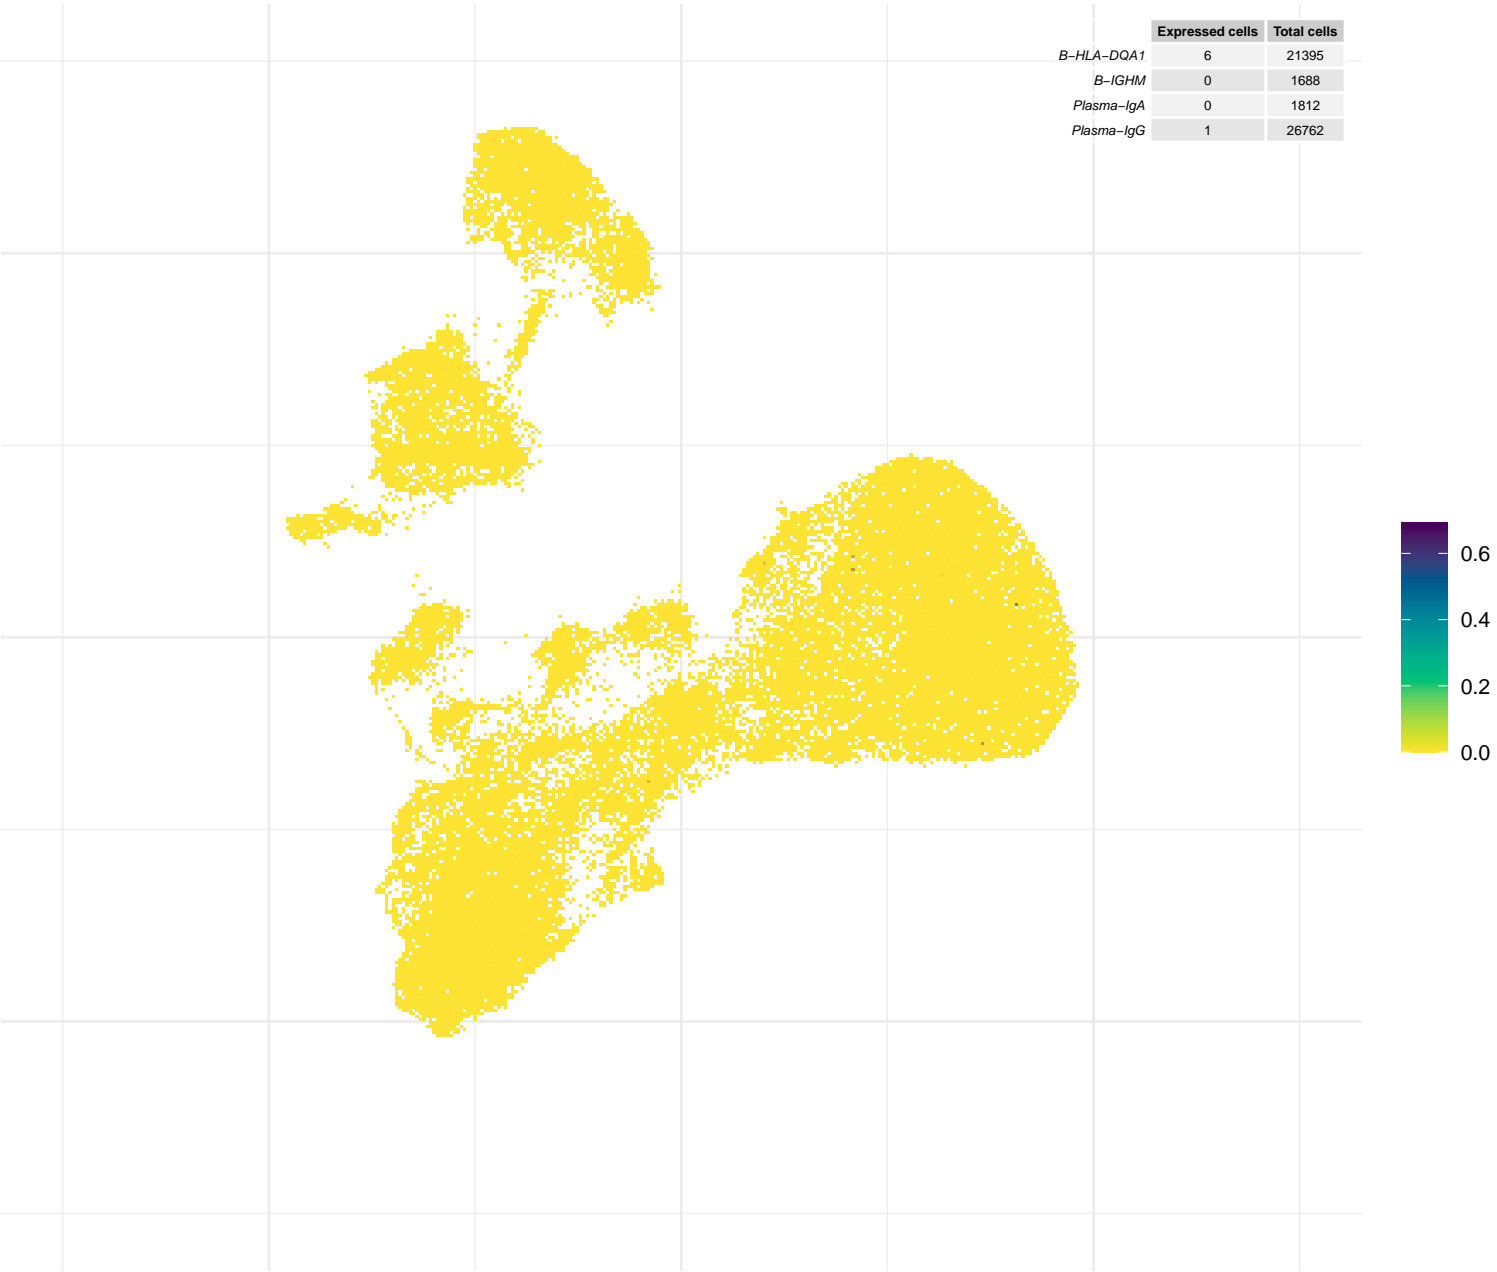 Expressed cells Total cells
B−HLA−DQA1 6 21395
B−IGHM 0 1688
Plasma−IgA 0 1812
Plasma−IgG 1 26762
0.6
0.4
0.2
0.0